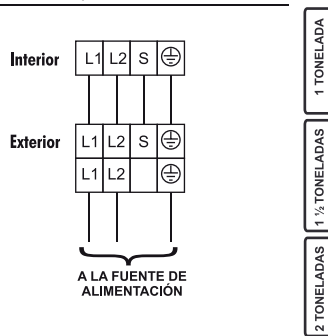 Interior
L1 L2 S
Exterior
L1 L2 S
L1 L2
A LA FUENTE DE
ALIMENTACIÓN
1 TONELADA
1 ½ TONELADAS
2 TONELADAS